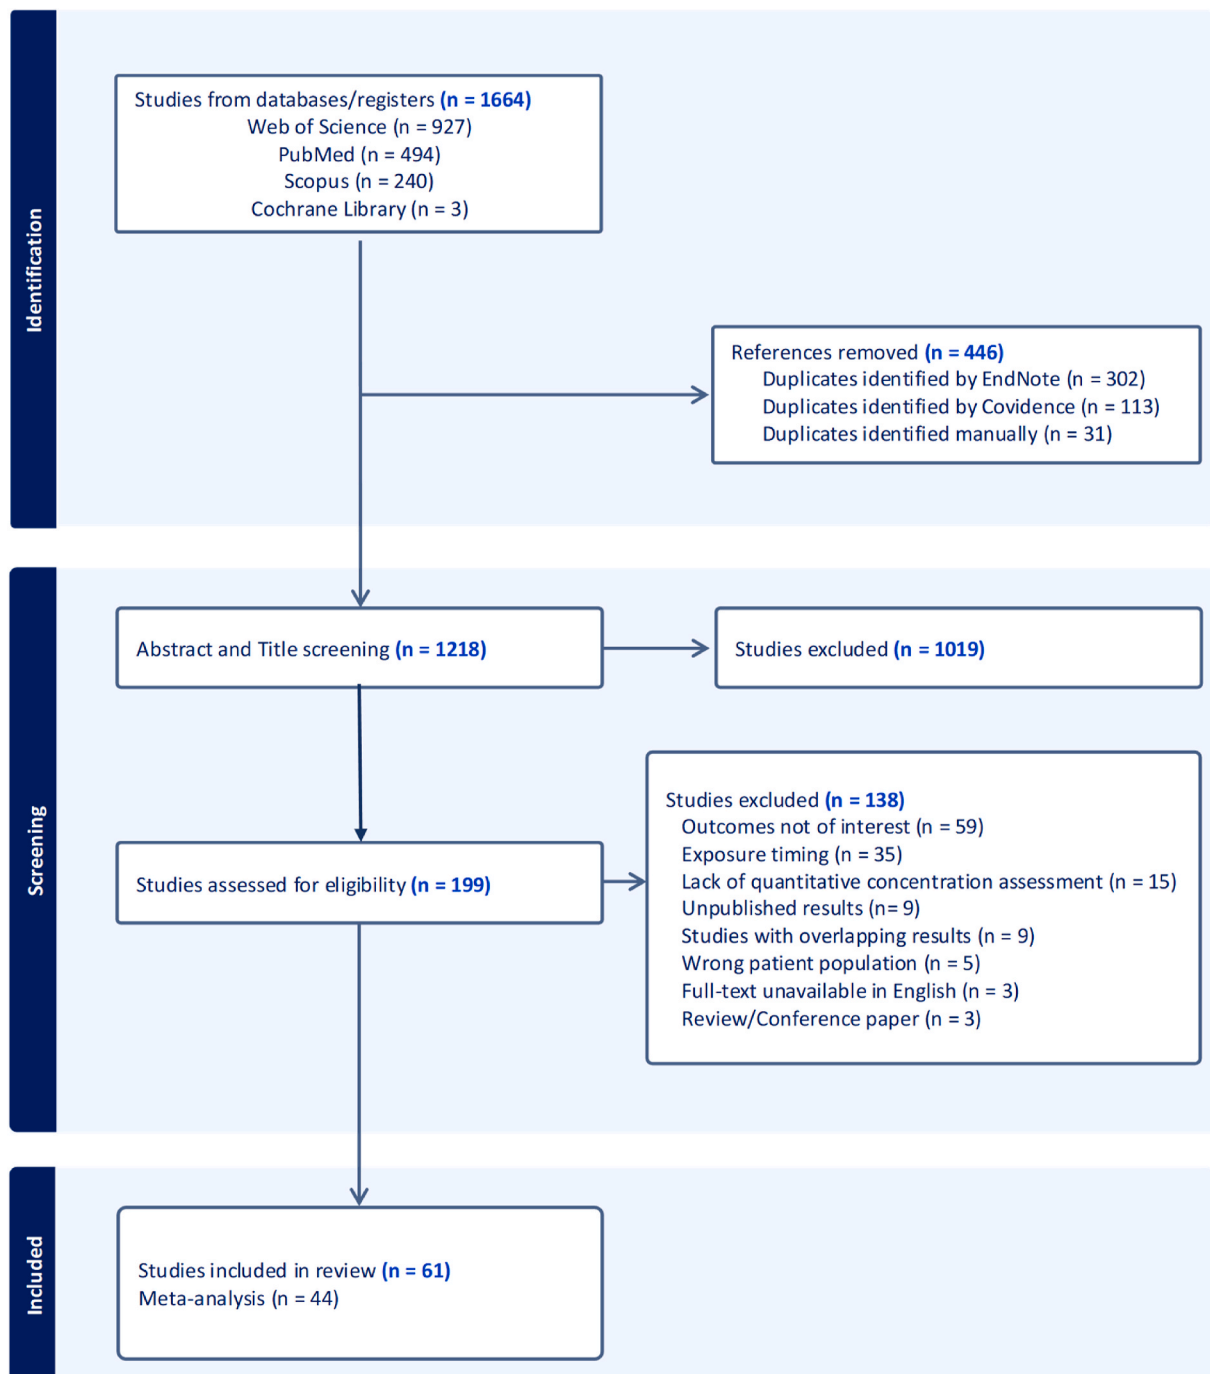 Identification
Studies from databases/registers (n = 1664)
Web of Science (n = 927)
PubMed (n = 494)
Scopus (n = 240)
Cochrane Library (n = 3)
References removed (n = 446)
Duplicates identified by EndNote (n = 302)
Duplicates identified by Covidence (n = 113)
Duplicates identified manually (n = 31)
Screening
Abstract and Title screening (n = 1218)
Studies excluded (n = 1019)
Studies assessed for eligibility (n = 199)
Studies excluded (n = 138)
Outcomes not of interest (n = 59)
Exposure timing (n = 35)
Lack of quantitative concentration assessment (n = 15)
Unpublished results (n= 9)
Studies with overlapping results (n = 9)
Wrong patient population (n = 5)
Full-text unavailable in English (n = 3)
Review/Conference paper (n = 3)
Included
Studies included in review (n = 61)
Meta-analysis (n = 44)